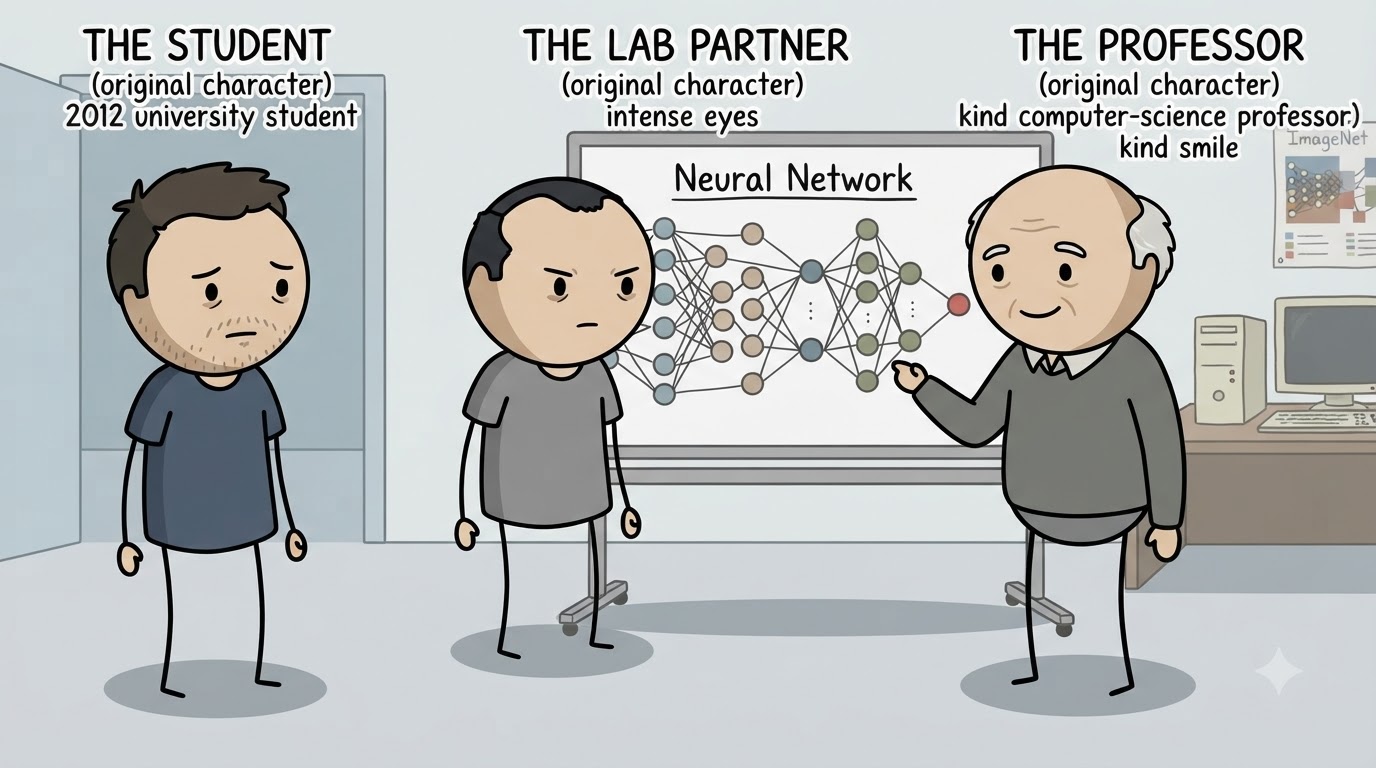 THE STUDENT
(original character)
2012 university student
THE LAB PARTNER
(original character)
intense eyes
THE PROFESSOR
(original character)
kind computer-science professor)
kind smile
Neural Network
ImageNet